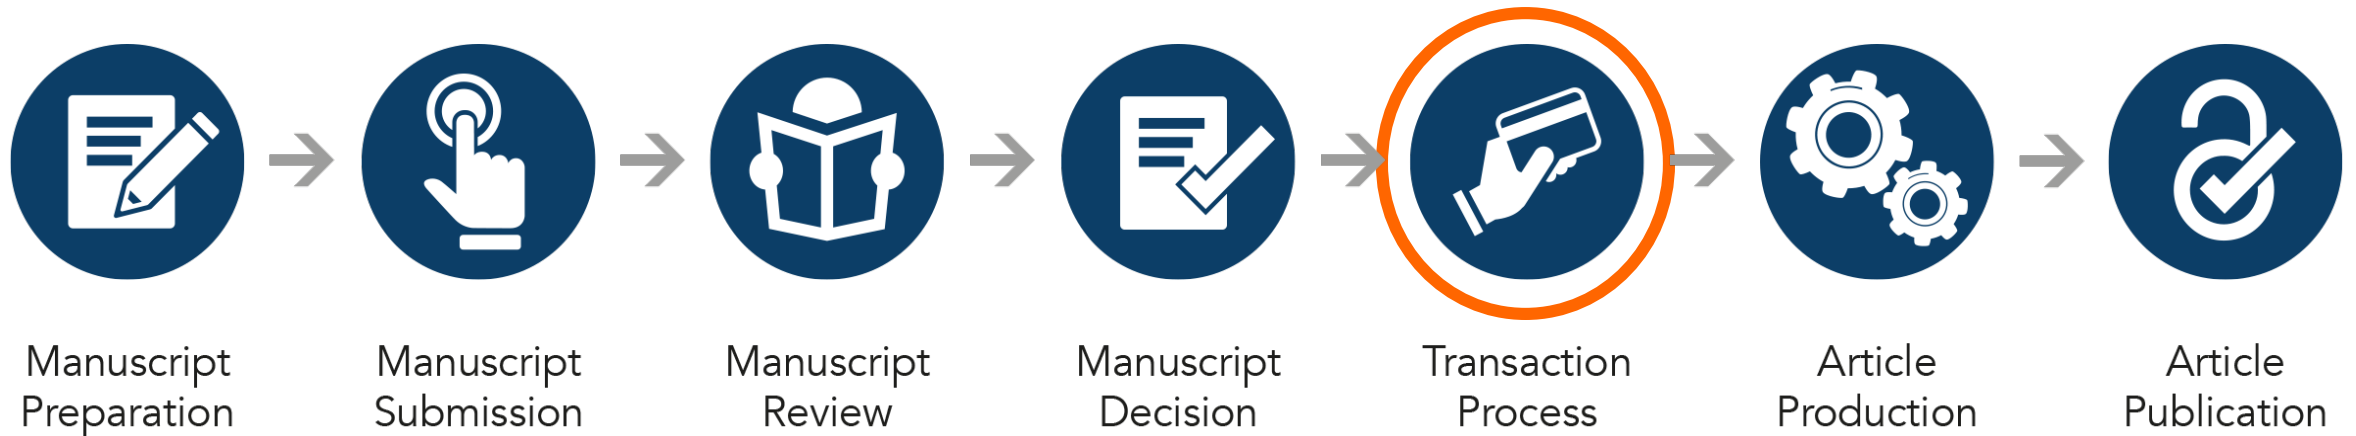 Manuscript
Preparation
Manuscript
Submission
Manuscript
Review
Manuscript
Decision
Transaction
Process
Article
Production
Article
Publication